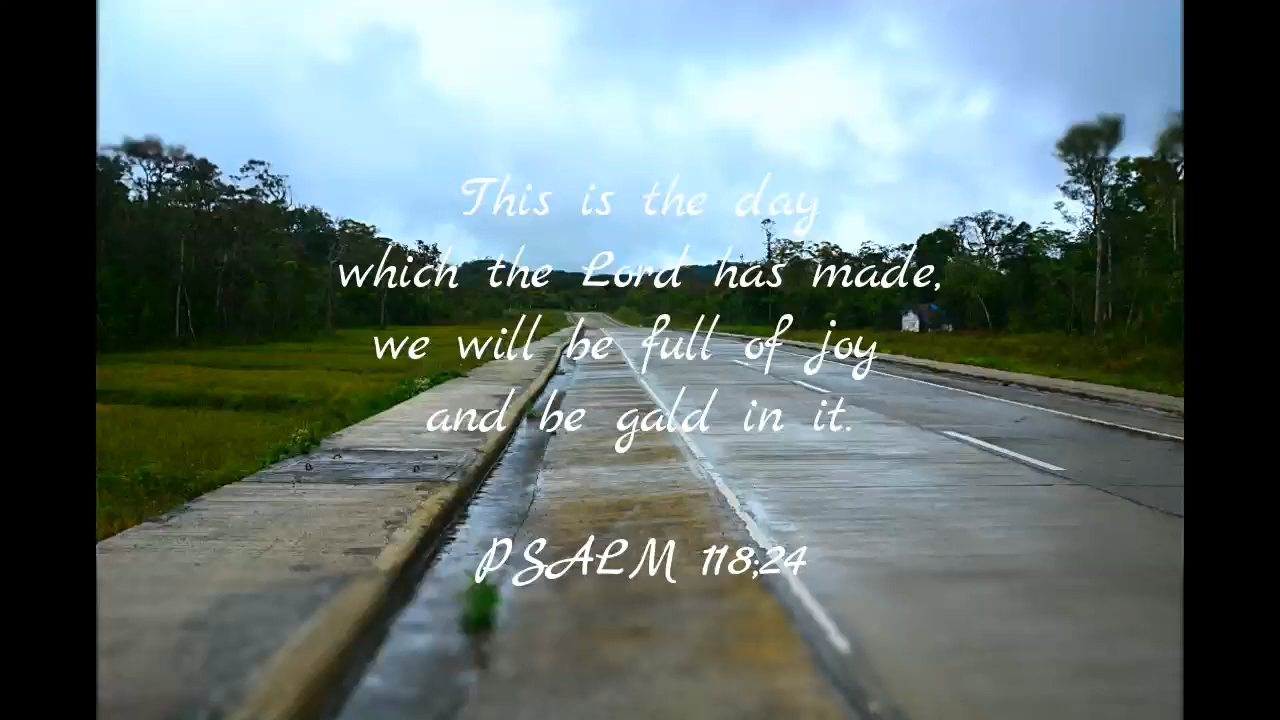 This is the day
which the Lord has made,
we will be full of joy
and be gald in it.
PSALM 118;24